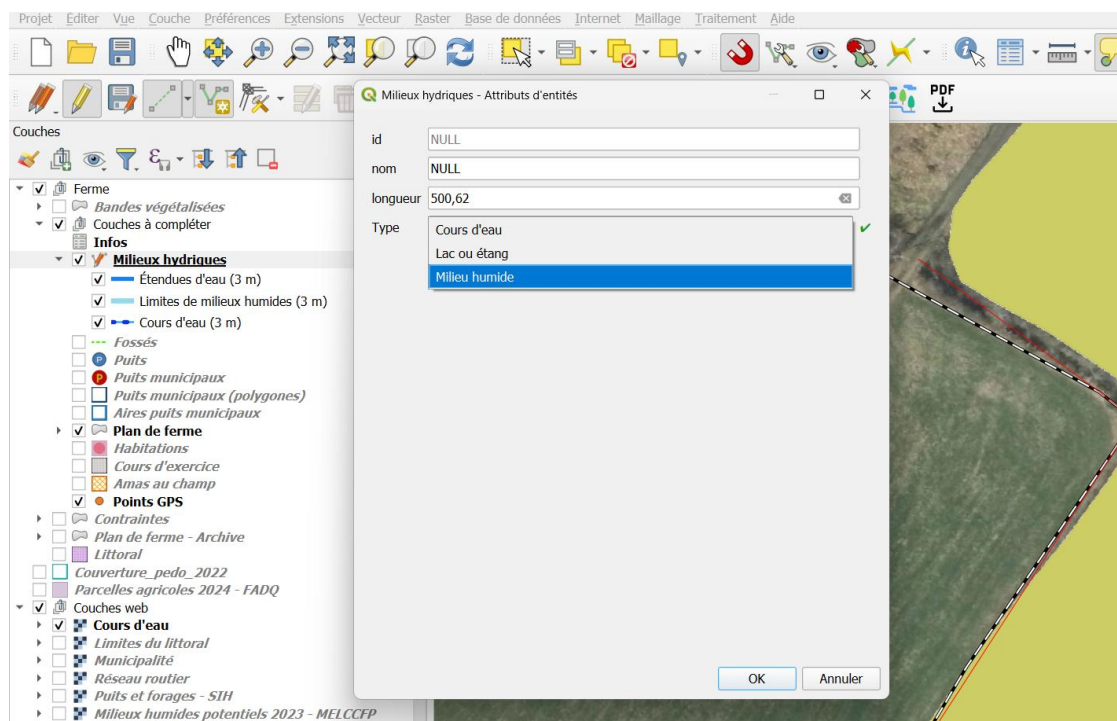 Projet Éditer Vue Couche Préférences Extensions Vecteur Raster Base de données Internet Maillage Traitement Aide
PDF
Couches
Ferme
Bandes végétalisées
Couches à compléter
Infos
Milieux hydriques
Étendues d'eau (3 m)
Limites de milieux humides (3 m)
Cours d'eau (3 m)
Fossés
P Puits
P Puits municipaux
Puits municipaux (polygones)
Aires puits municipaux
Plan de ferme
Habitations
Cours d'exercice
Amas au champ
Points GPS
Contraintes
Plan de ferme - Archive
Littoral
Couverture_pedo_2022
Parcelles agricoles 2024 - FADQ
Couches web
Cours d'eau
Limites du littoral
Municipalité
Réseau routier
Puits et forages - SIH
Milieux humides potentiels 2023 - MELCCFP
Milieux hydriques - Attributs d'entités
id NULL
nom NULL
longueur 500,62
Type Cours d'eau
Lac ou étang
Milieu humide
OK Annuler